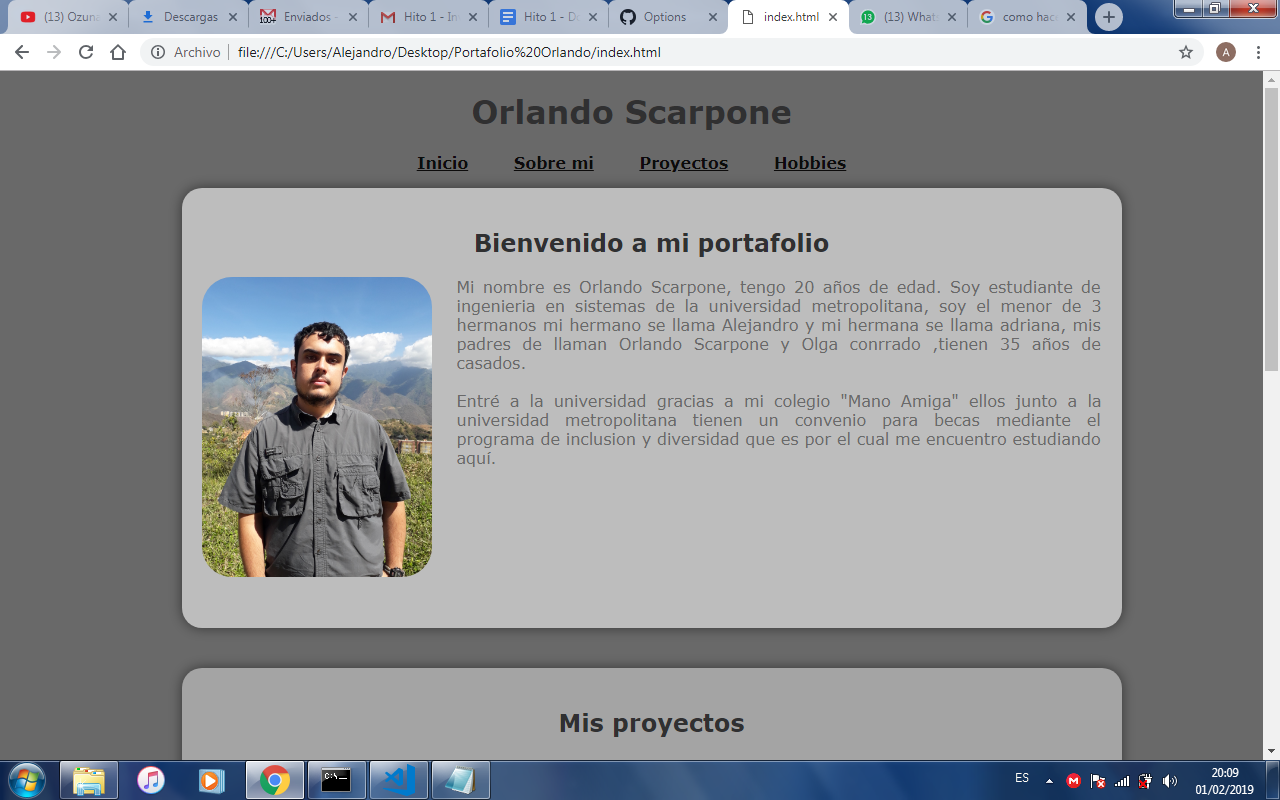 (13) Ozun
Descargas
Enviados -
Hito 1 - In
Hito 1 - Do
Options
index.html
(13) Whats
como hace
Archivo
file:///C:/Users/Alejandro/Desktop/Portafolio%20Orlando/index.html
A
Orlando Scarpone
Inicio Sobre mi Proyectos Hobbies
Bienvenido a mi portafolio
Mi nombre es Orlando Scarpone, tengo 20 años de edad. Soy estudiante de
ingenieria en sistemas de la universidad metropolitana, soy el menor de 3
hermanos mi hermano se llama Alejandro y mi hermana se llama adriana, mis
padres de llaman Orlando Scarpone y Olga conrrado ,tienen 35 años de
casados.
Entré a la universidad gracias a mi colegio "Mano Amiga" ellos junto a la
universidad metropolitana tienen un convenio para becas mediante el
programa de inclusion y diversidad que es por el cual me encuentro estudiando
aquí.
Mis proyectos
ES
20:09
01/02/2019